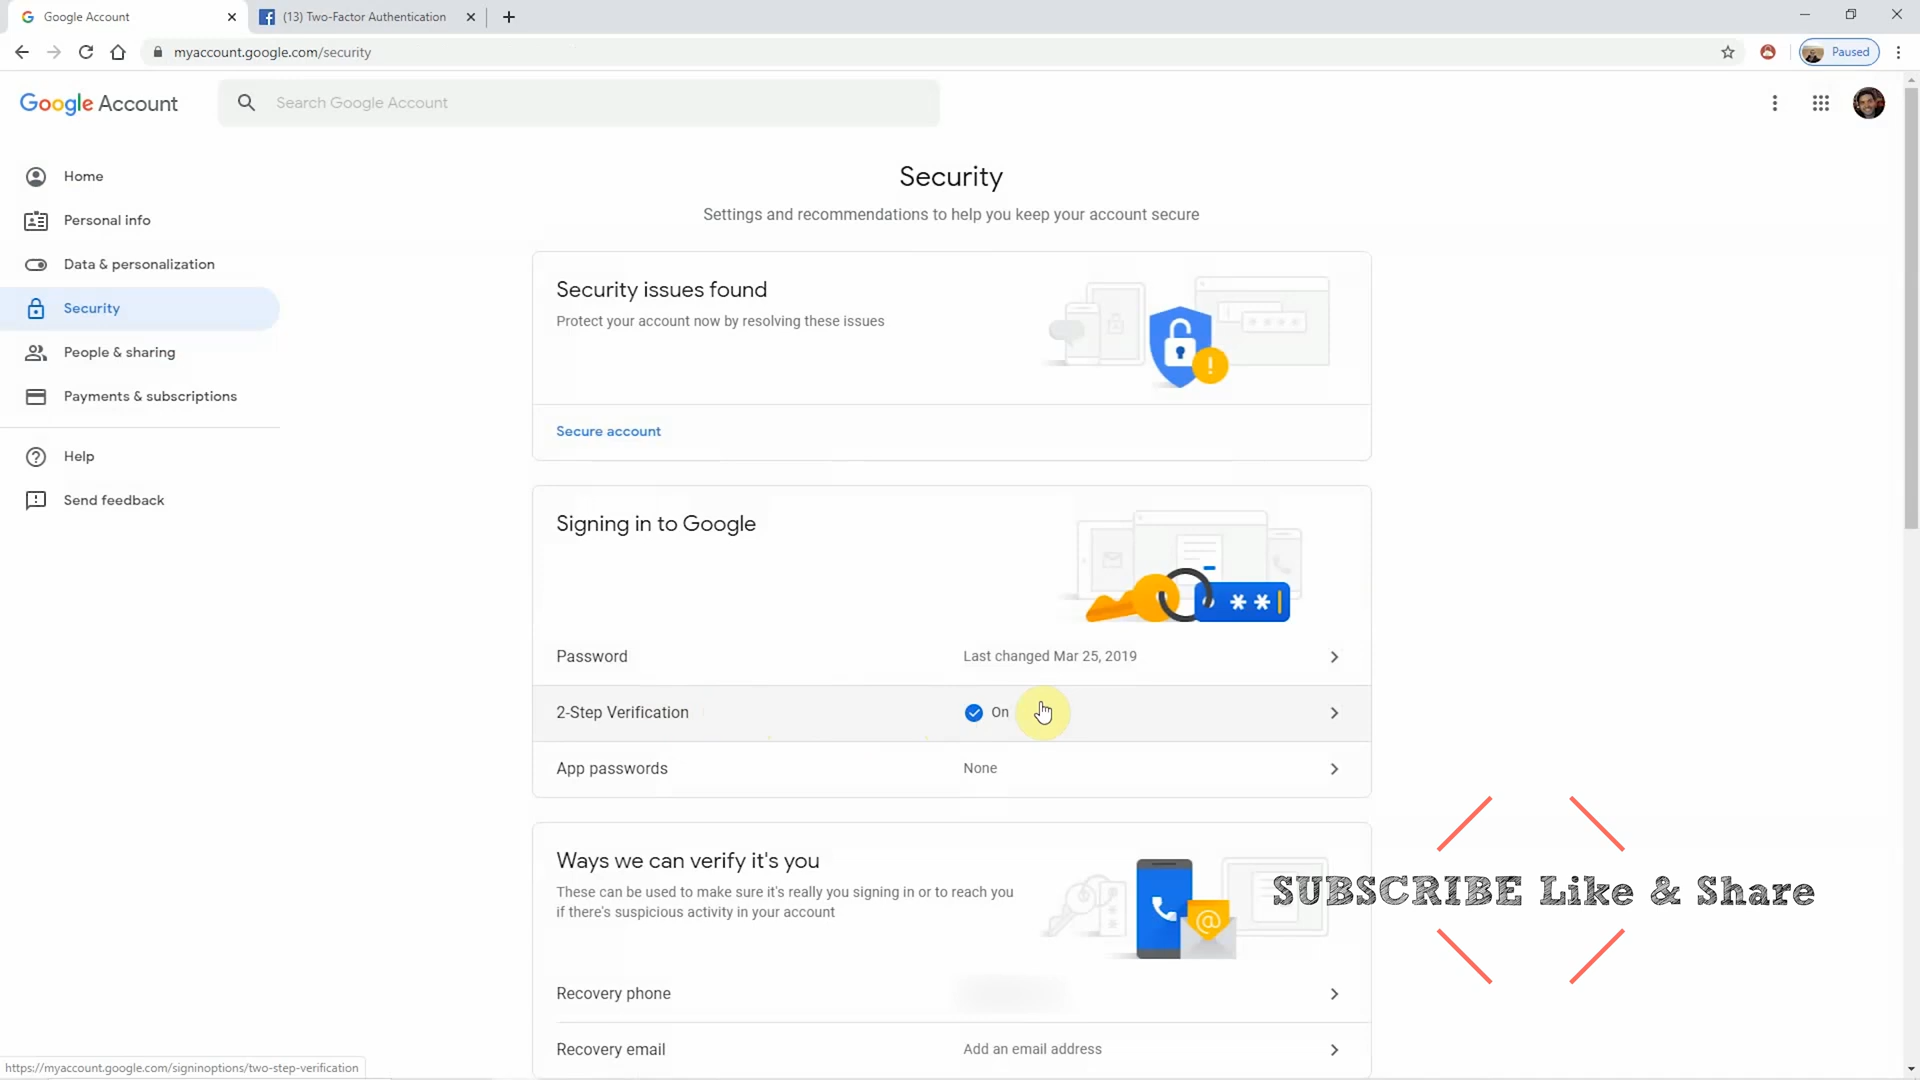 Google Account
(13) Two-Factor Authentication
myaccount.google.com/security
Paused
Google Account
Search Google Account
Home
Personal info
Data & personalization
Security
People & sharing
Payments & subscriptions
Help
Send feedback
Security
Settings and recommendations to help you keep your account secure
Security issues found
Protect your account now by resolving these issues
Secure account
Signing in to Google
Password
Last changed Mar 25, 2019
2-Step Verification
On
App passwords
None
Ways we can verify it's you
These can be used to make sure it's really you signing in or to reach you
if there's suspicious activity in your account
SUBSCRIBE Like & Share
Recovery phone
Recovery email
Add an email address
https://myaccount.google.com/signinoptions/two-step-verification